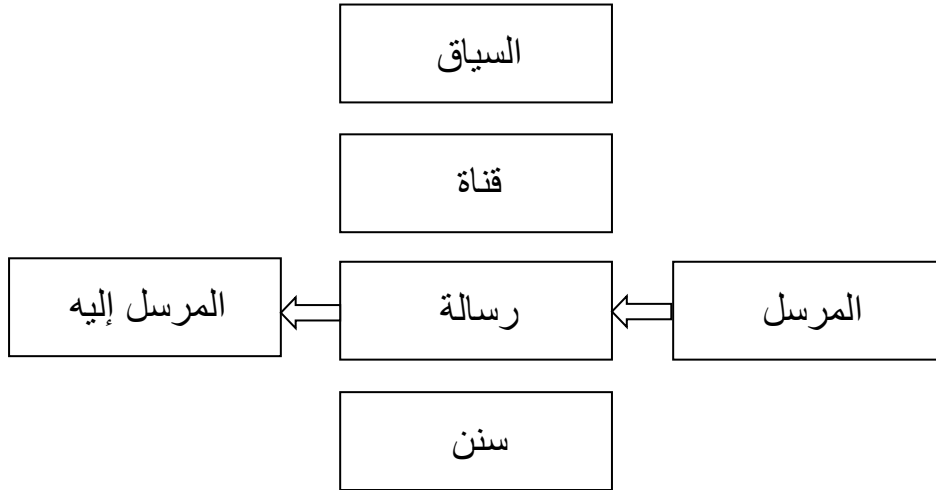 السياق
قناة
المرسل
رسالة
المرسل إليه
سنن